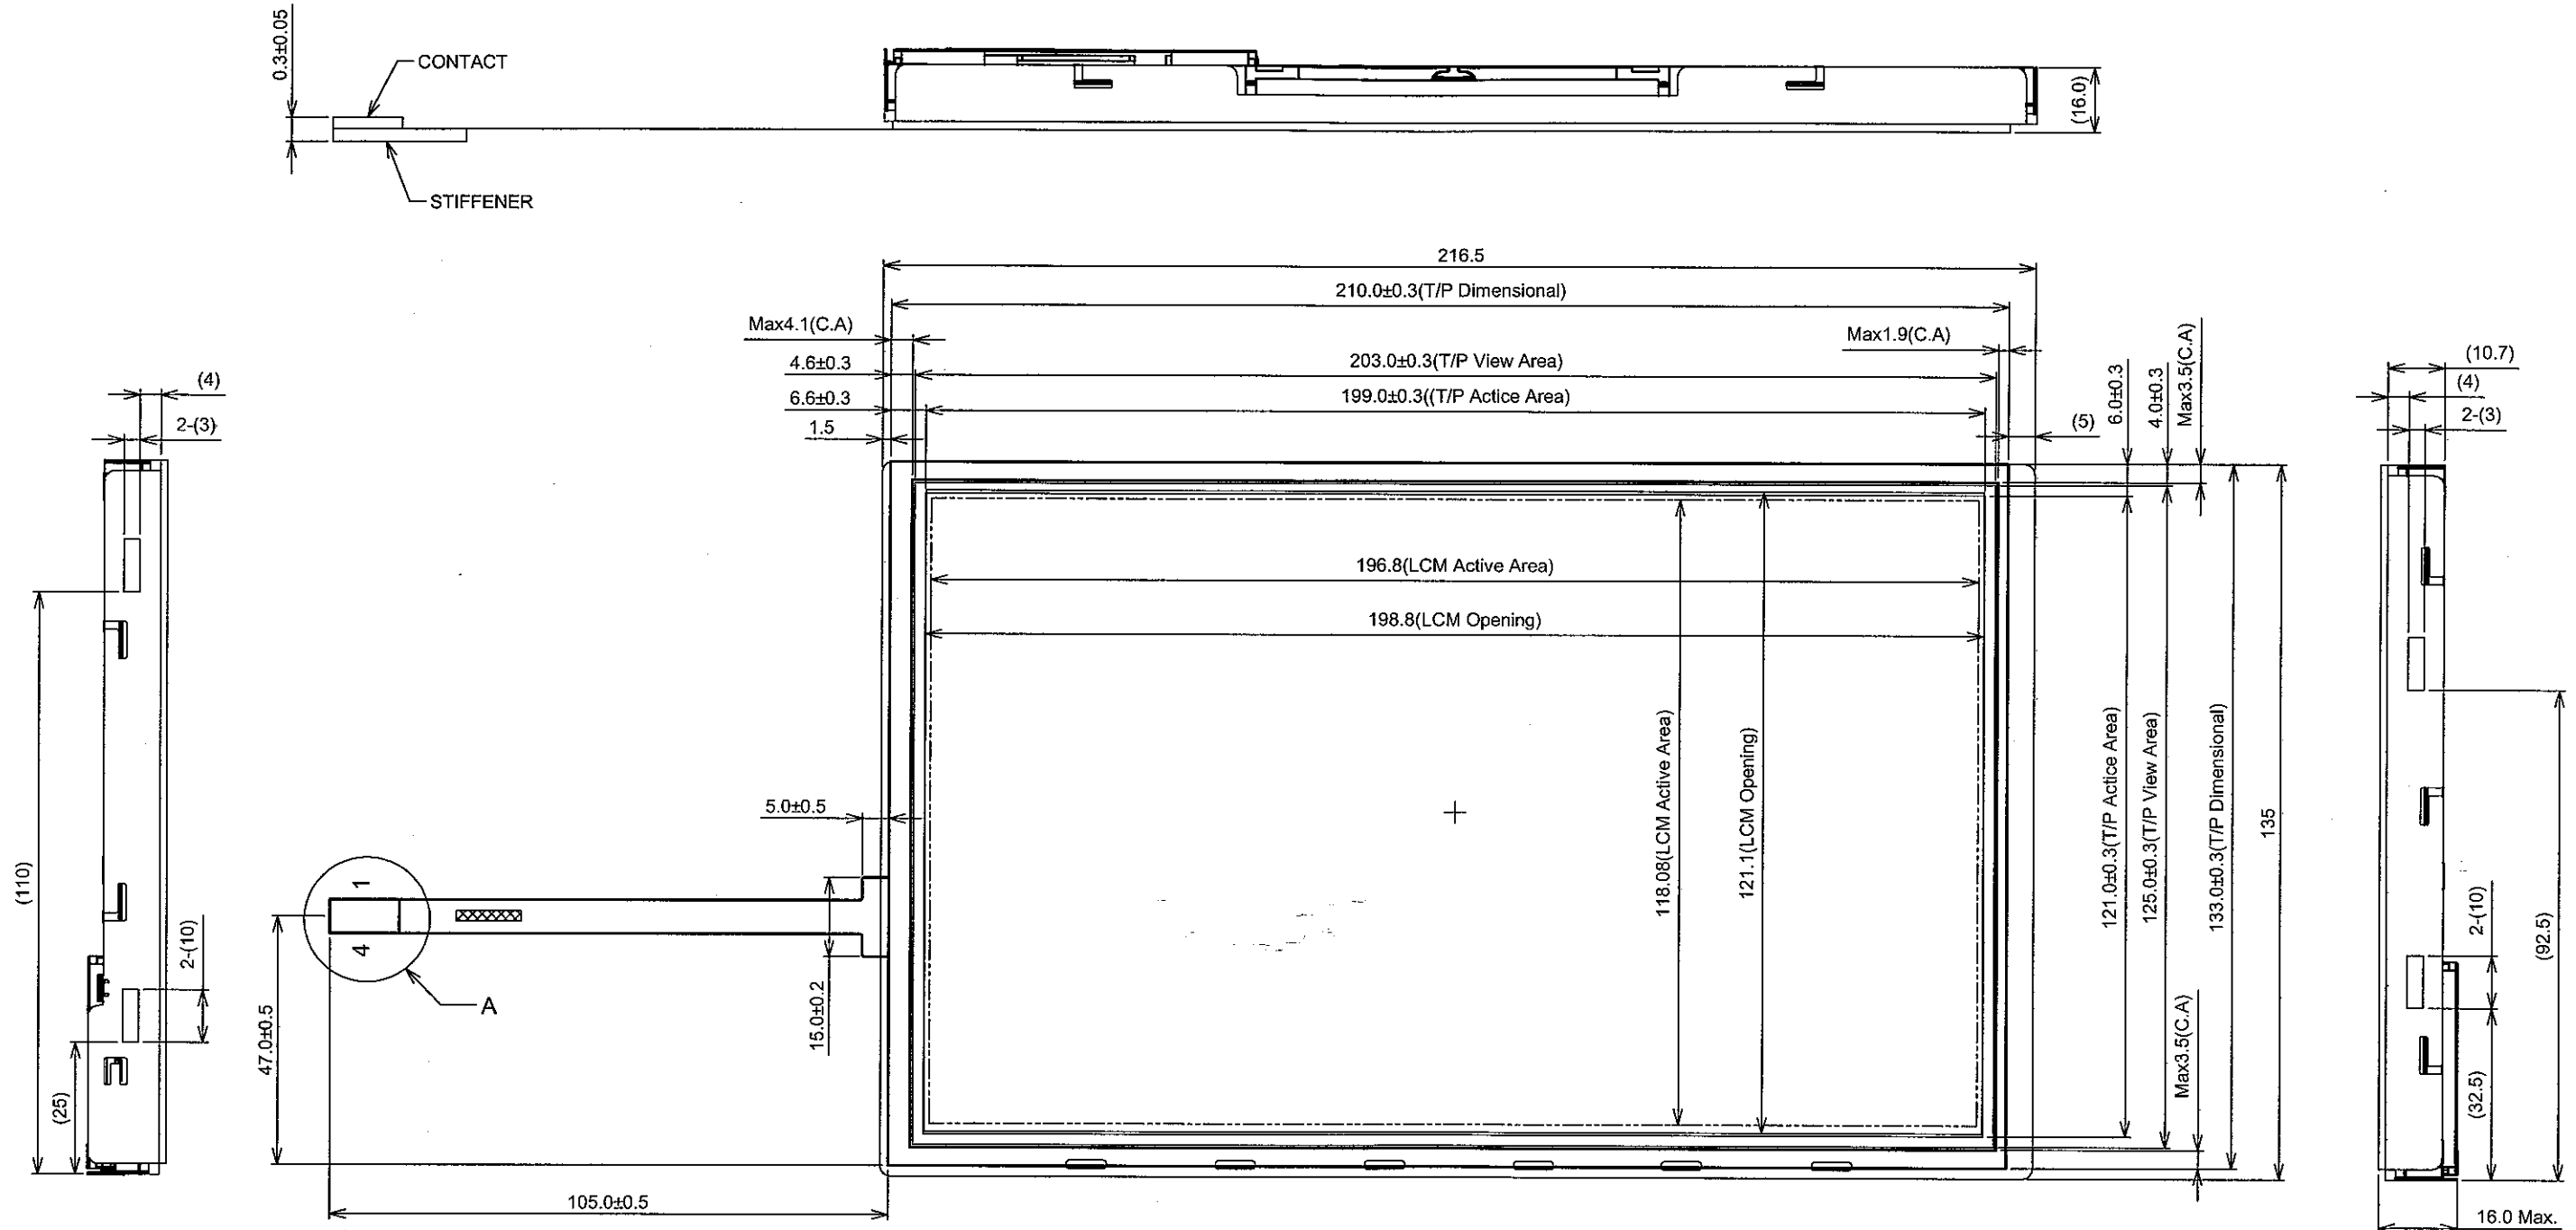 0.3±0.05
CONTACT
STIFFENER
(16.0)
216.5
210.0±0.3(T/P Dimensional)
Max4.1(C.A)
Max1.9(C.A)
203.0±0.3(T/P View Area)
4.6±0.3
199.0±0.3((T/P Actice Area)
6.6±0.3
1.5
(5)
6.0±0.3
4.0±0.3
Max3.5(C.A)
(4)
2-(3)
(10.7)
(4)
2-(3)
196.8(LCM Active Area)
198.8(LCM Opening)
118.08(LCM Active Area)
121.1(LCM Opening)
121.0±0.3(T/P Actice Area)
125.0±0.3(T/P View Area)
133.0±0.3(T/P Dimensional)
135
5.0±0.5
(110)
2-(10)
(25)
1
4
A
47.0±0.5
15.0±0.2
Max3.5(C.A)
2-(10)
(92.5)
(32.5)
105.0±0.5
16.0 Max.